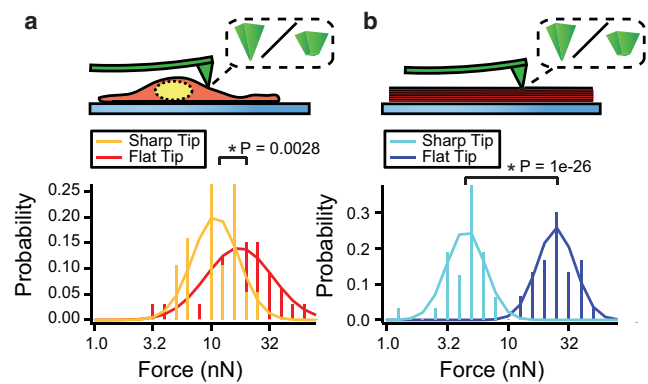 a
b
Sharp Tip
Flat Tip
* P = 0.0028
Sharp Tip
Flat Tip
* P = 1e-26
Probability
0.25
0.20
0.15
0.10
0.05
0.00
1.0
3.2
10
32
Force (nN)
Probability
0.3
0.2
0.1
0.0
1.0
3.2
10
32
Force (nN)